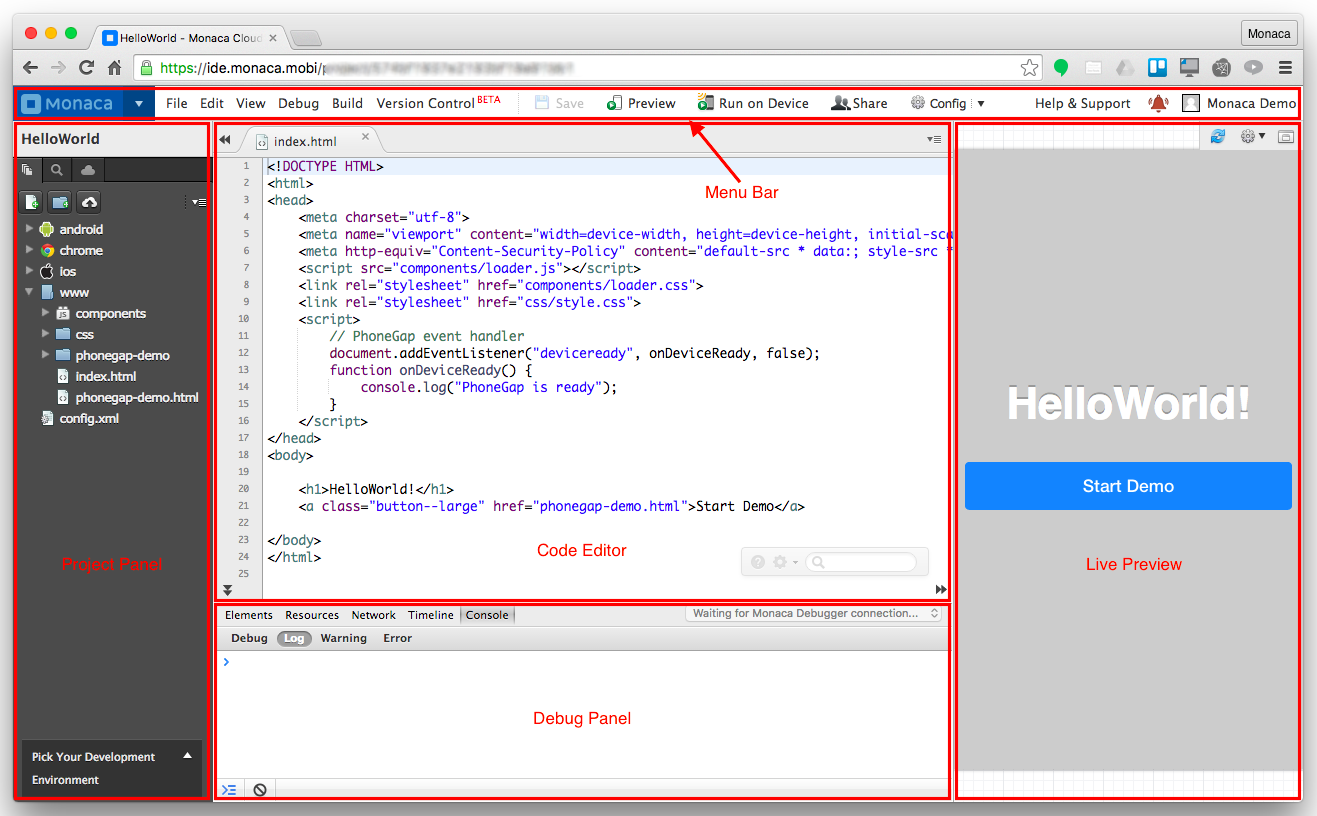 HelloWorld - Monaca Cloud
Monaca
https://ide.monaca.mobi/
Monaca File Edit View Debug Build Version Control BETA Save Preview Run on Device Share Config Help & Support Monaca Demo
HelloWorld
android
chrome
ios
www
components
css
phonegap-demo
index.html
phonegap-demo.html
config.xml
Project Panel
Pick Your Development
Environment
index.html
Menu Bar
1 <!DOCTYPE HTML>
2 <html>
3 <head>
4 <meta charset="utf-8">
5 <meta name="viewport" content="width=device-width, height=device-height, initial-sca
6 <meta http-equiv="Content-Security-Policy" content="default-src * data:; style-src *
7 <script src="components/loader.js"></script>
8 <link rel="stylesheet" href="components/loader.css">
9 <link rel="stylesheet" href="css/style.css">
10 <script>
11 // PhoneGap event handler
12 document.addEventListener("deviceready", onDeviceReady, false);
13 function onDeviceReady() {
14 console.log("PhoneGap is ready");
15 }
16 </script>
17 </head>
18 <body>
19
20 <h1>HelloWorld!</h1>
21 <a class="button--large" href="phonegap-demo.html">Start Demo</a>
22
23 </body>
24 </html>
25
Code Editor
Elements Resources Network Timeline Console Waiting for Monaca Debugger connection...
Debug Log Warning Error
Debug Panel
HelloWorld!
Start Demo
Live Preview